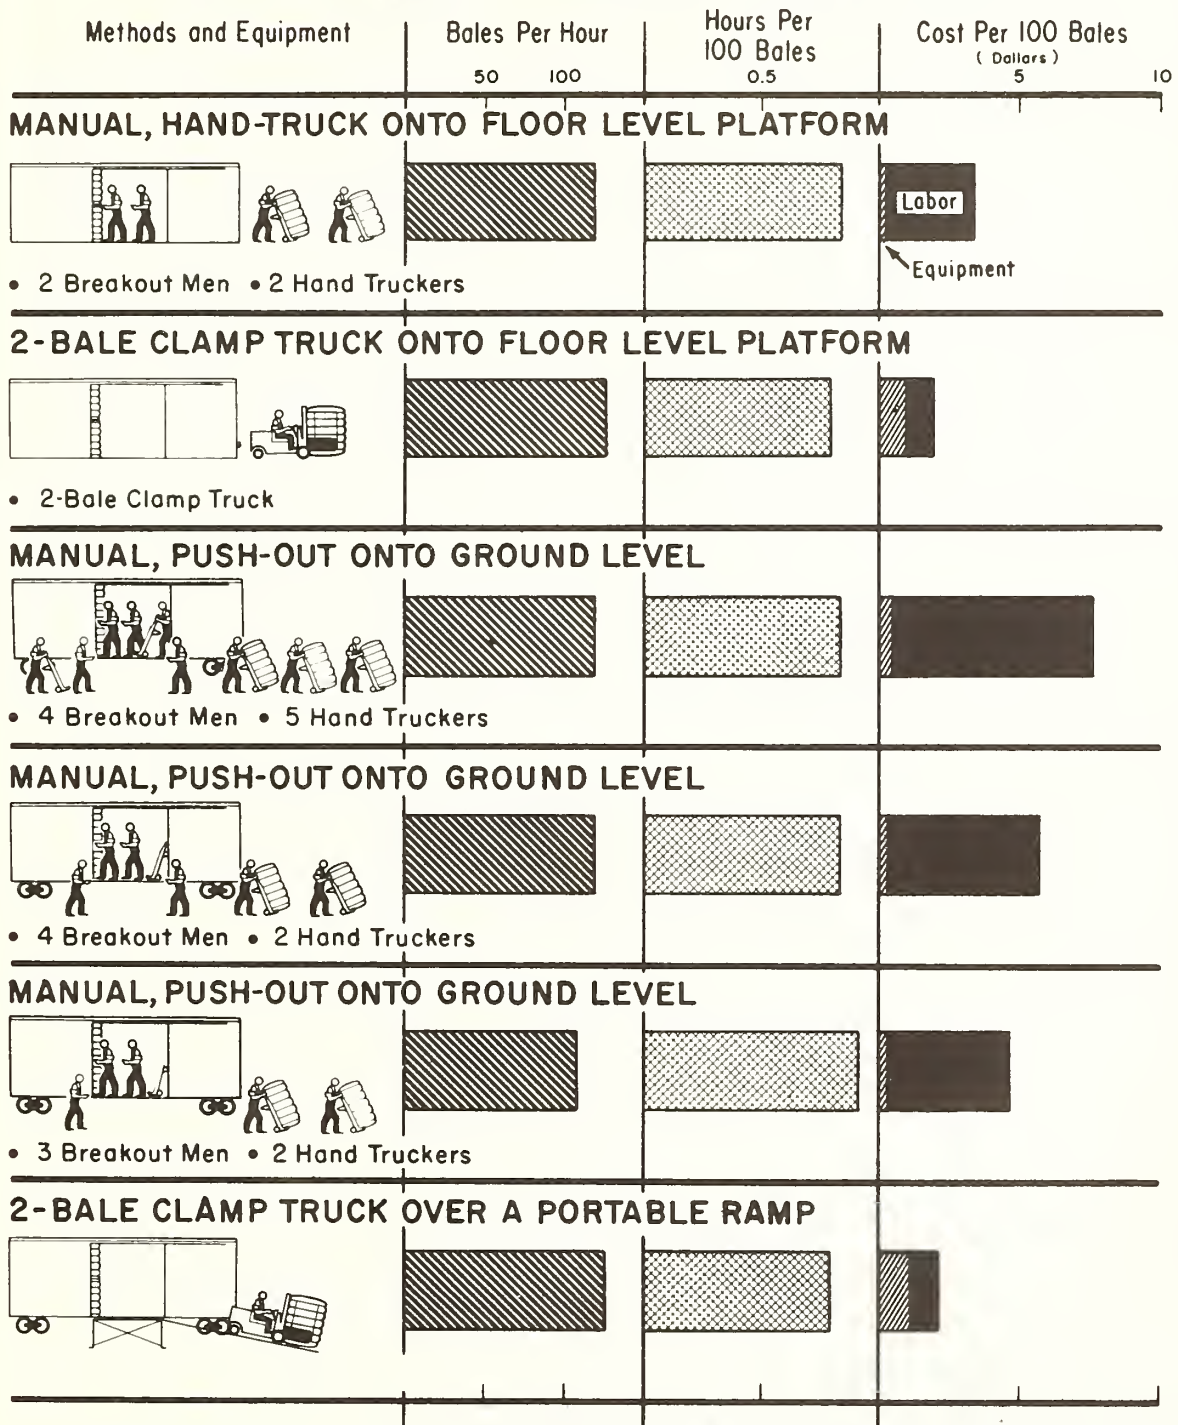 Methods and Equipment
Bales Per Hour
Hours Per
100 Bales
Cost Per 100 Bales
( Dollars )
50 100 0.5 5 10
MANUAL, HAND-TRUCK ONTO FLOOR LEVEL PLATFORM
Labor
Equipment
• 2 Breakout Men • 2 Hand Truckers
2-BALE CLAMP TRUCK ONTO FLOOR LEVEL PLATFORM
• 2-Bale Clamp Truck
MANUAL, PUSH-OUT ONTO GROUND LEVEL
• 4 Breakout Men • 5 Hand Truckers
MANUAL, PUSH-OUT ONTO GROUND LEVEL
• 4 Breakout Men • 2 Hand Truckers
MANUAL, PUSH-OUT ONTO GROUND LEVEL
• 3 Breakout Men • 2 Hand Truckers
2-BALE CLAMP TRUCK OVER A PORTABLE RAMP